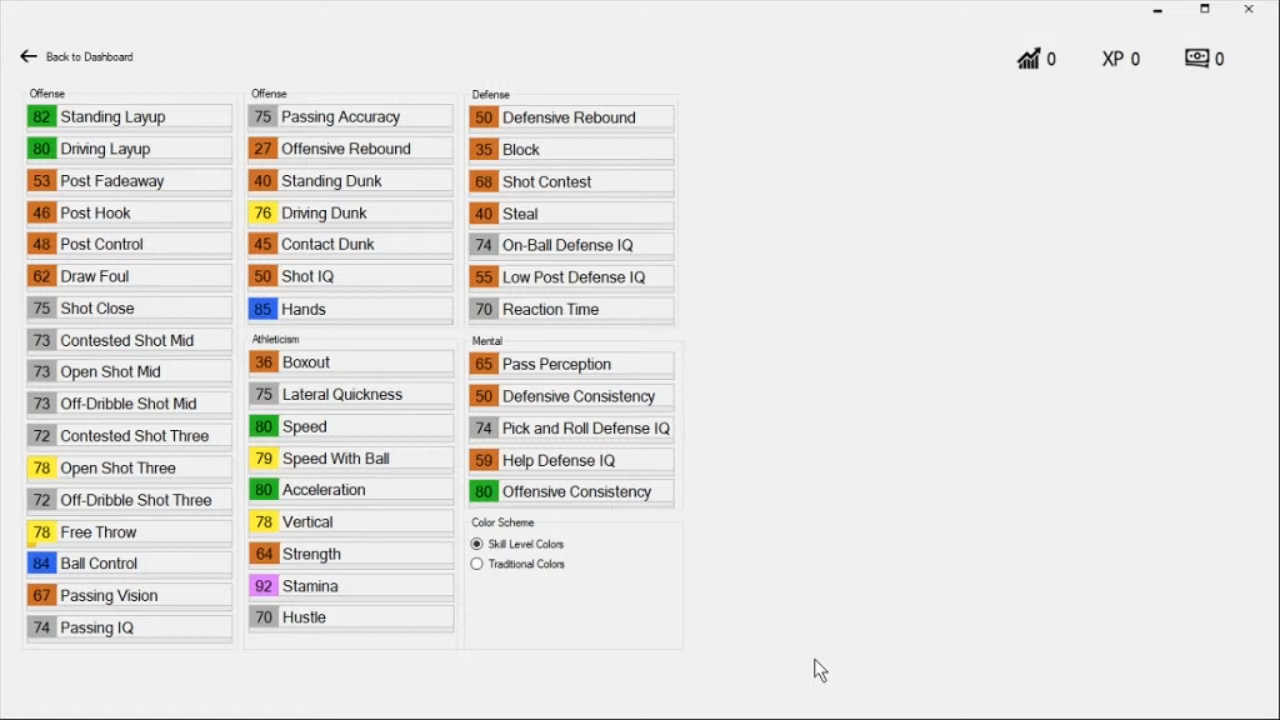 Back to Dashboard
0
XP 0
0
Offense
82 Standing Layup
80 Driving Layup
53 Post Fadeaway
46 Post Hook
48 Post Control
62 Draw Foul
75 Shot Close
73 Contested Shot Mid
73 Open Shot Mid
73 Off-Dribble Shot Mid
72 Contested Shot Three
78 Open Shot Three
72 Off-Dribble Shot Three
78 Free Throw
84 Ball Control
67 Passing Vision
74 Passing IQ
Offense
75 Passing Accuracy
27 Offensive Rebound
40 Standing Dunk
76 Driving Dunk
45 Contact Dunk
50 Shot IQ
85 Hands
Athleticism
36 Boxout
75 Lateral Quickness
80 Speed
79 Speed With Ball
80 Acceleration
78 Vertical
64 Strength
92 Stamina
70 Hustle
Defense
50 Defensive Rebound
35 Block
68 Shot Contest
40 Steal
74 On-Ball Defense IQ
55 Low Post Defense IQ
70 Reaction Time
Mental
65 Pass Perception
50 Defensive Consistency
74 Pick and Roll Defense IQ
59 Help Defense IQ
80 Offensive Consistency
Color Scheme
Skill Level Colors
Traditional Colors